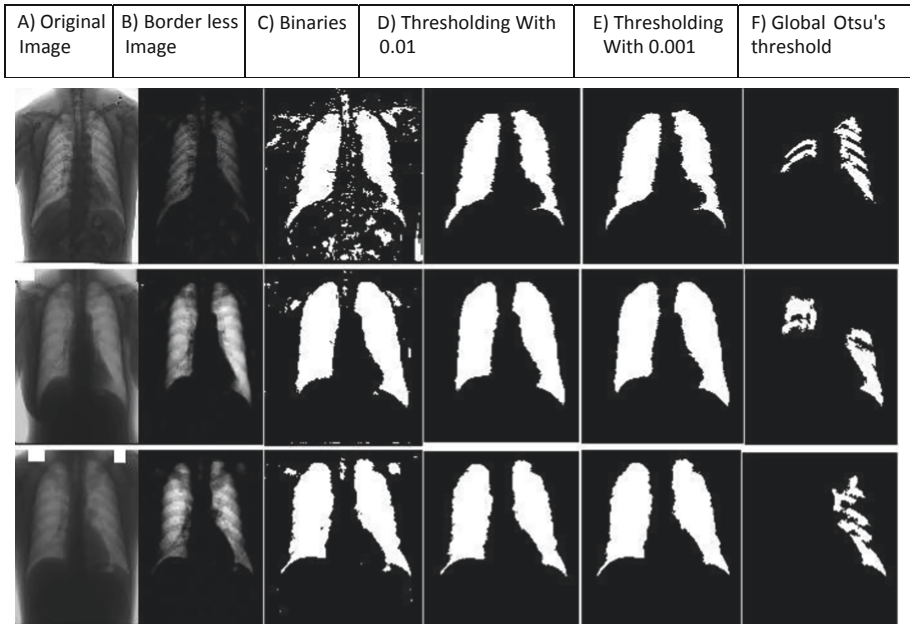 A) Original
Image
B) Border less
Image
C) Binaries
D) Thresholding With
0.01
E) Thresholding
With 0.001
F) Global Otsu's
threshold